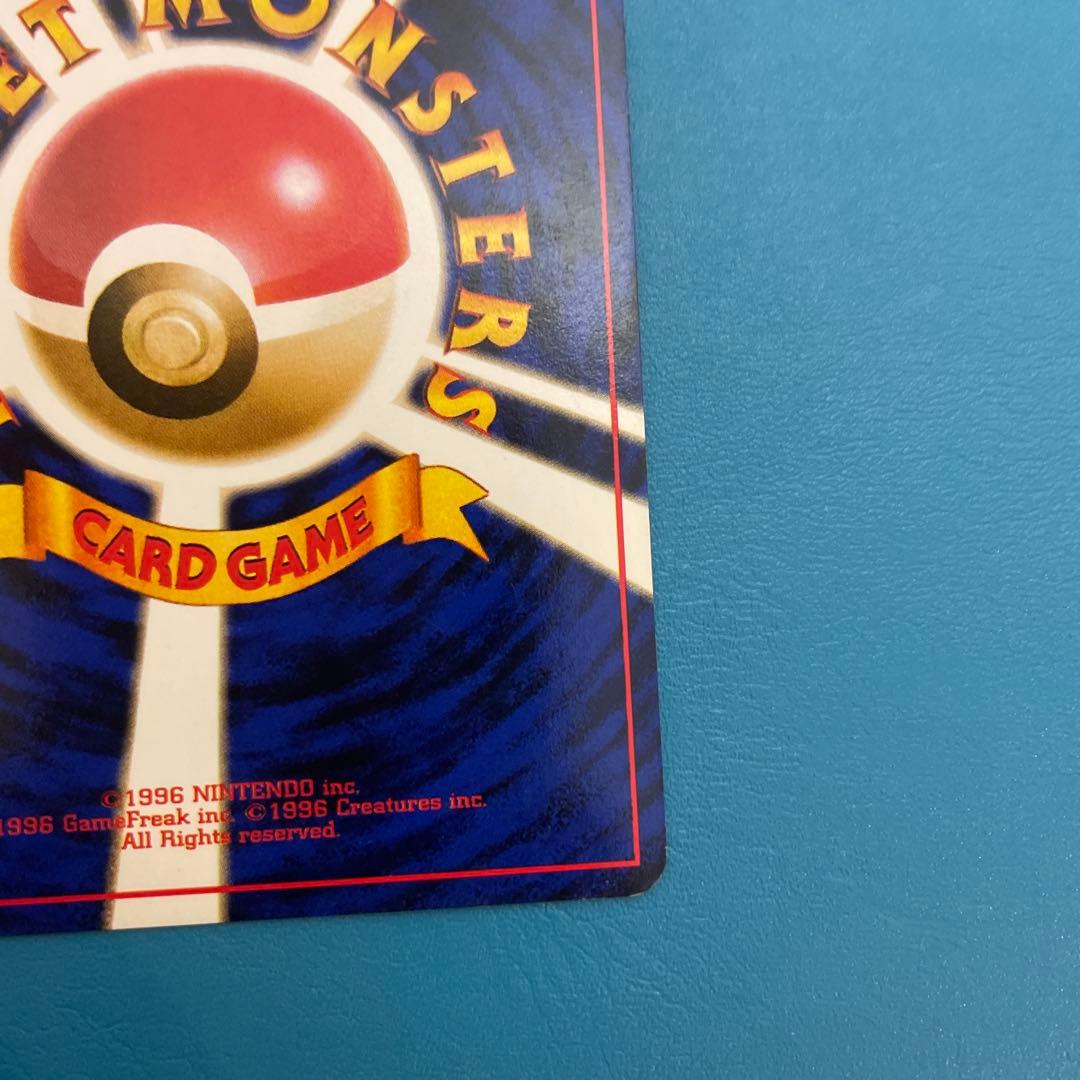 ET MONSTERS
CARD GAME
©1996 NINTENDO inc.
1996 GameFreak inc. ©1996 Creatures inc.
All Rights reserved.